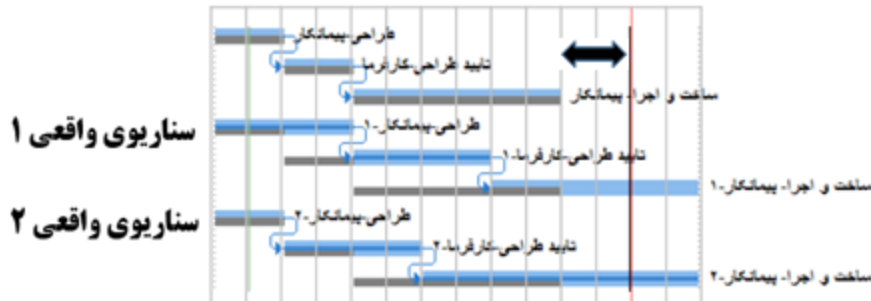 طراحی-پیمانکار
تایید طراحی-کارفرما
ساخت و اجرا- پیمانکار
سناریوی واقعی ۱
طراحی-پیمانکار-۱
تایید طراحی-کارفرما-۱
ساخت و اجرا- پیمانکار-۱
سناریوی واقعی ۲
طراحی-پیمانکار-۲
تایید طراحی-کارفرما-۲
ساخت و اجرا- پیمانکار-۲